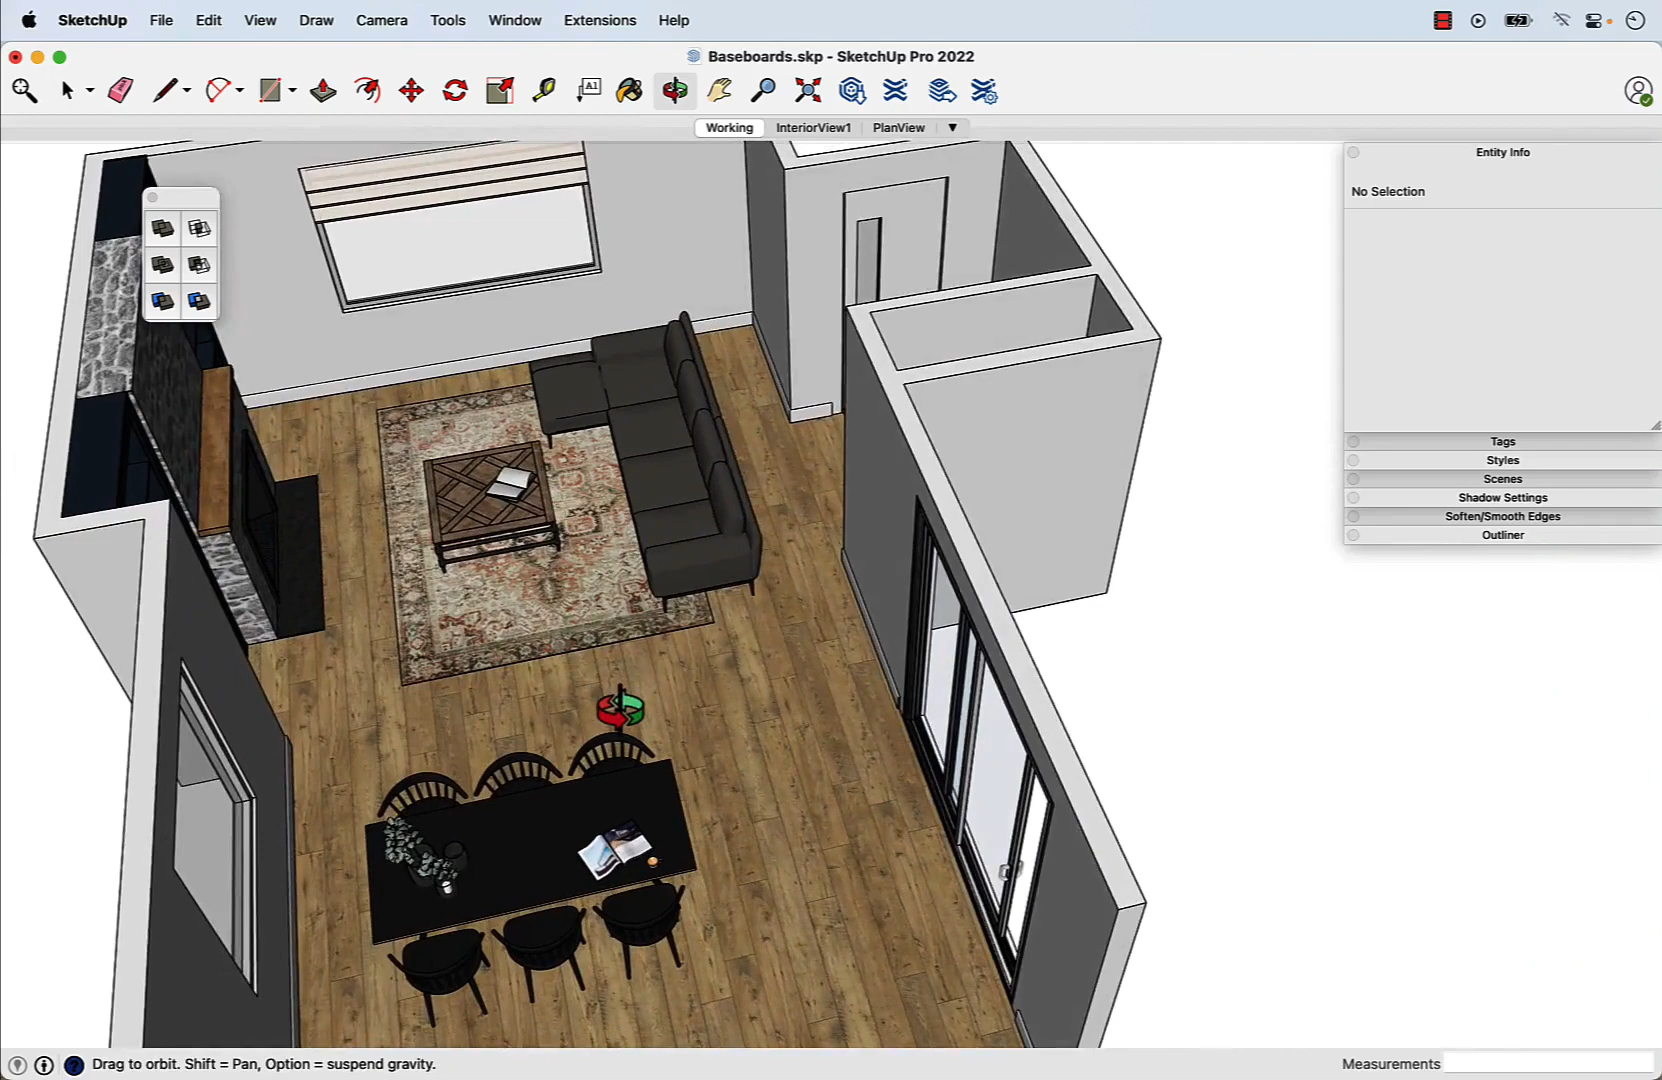 SketchUp File Edit View Draw Camera Tools Window Extensions Help
Baseboards.skp - SketchUp Pro 2022
A1
Working InteriorView1 PlanView
Entity Info
No Selection
Tags
Styles
Scenes
Shadow Settings
Soften/Smooth Edges
Outliner
Drag to orbit. Shift = Pan, Option = suspend gravity.
Measurements